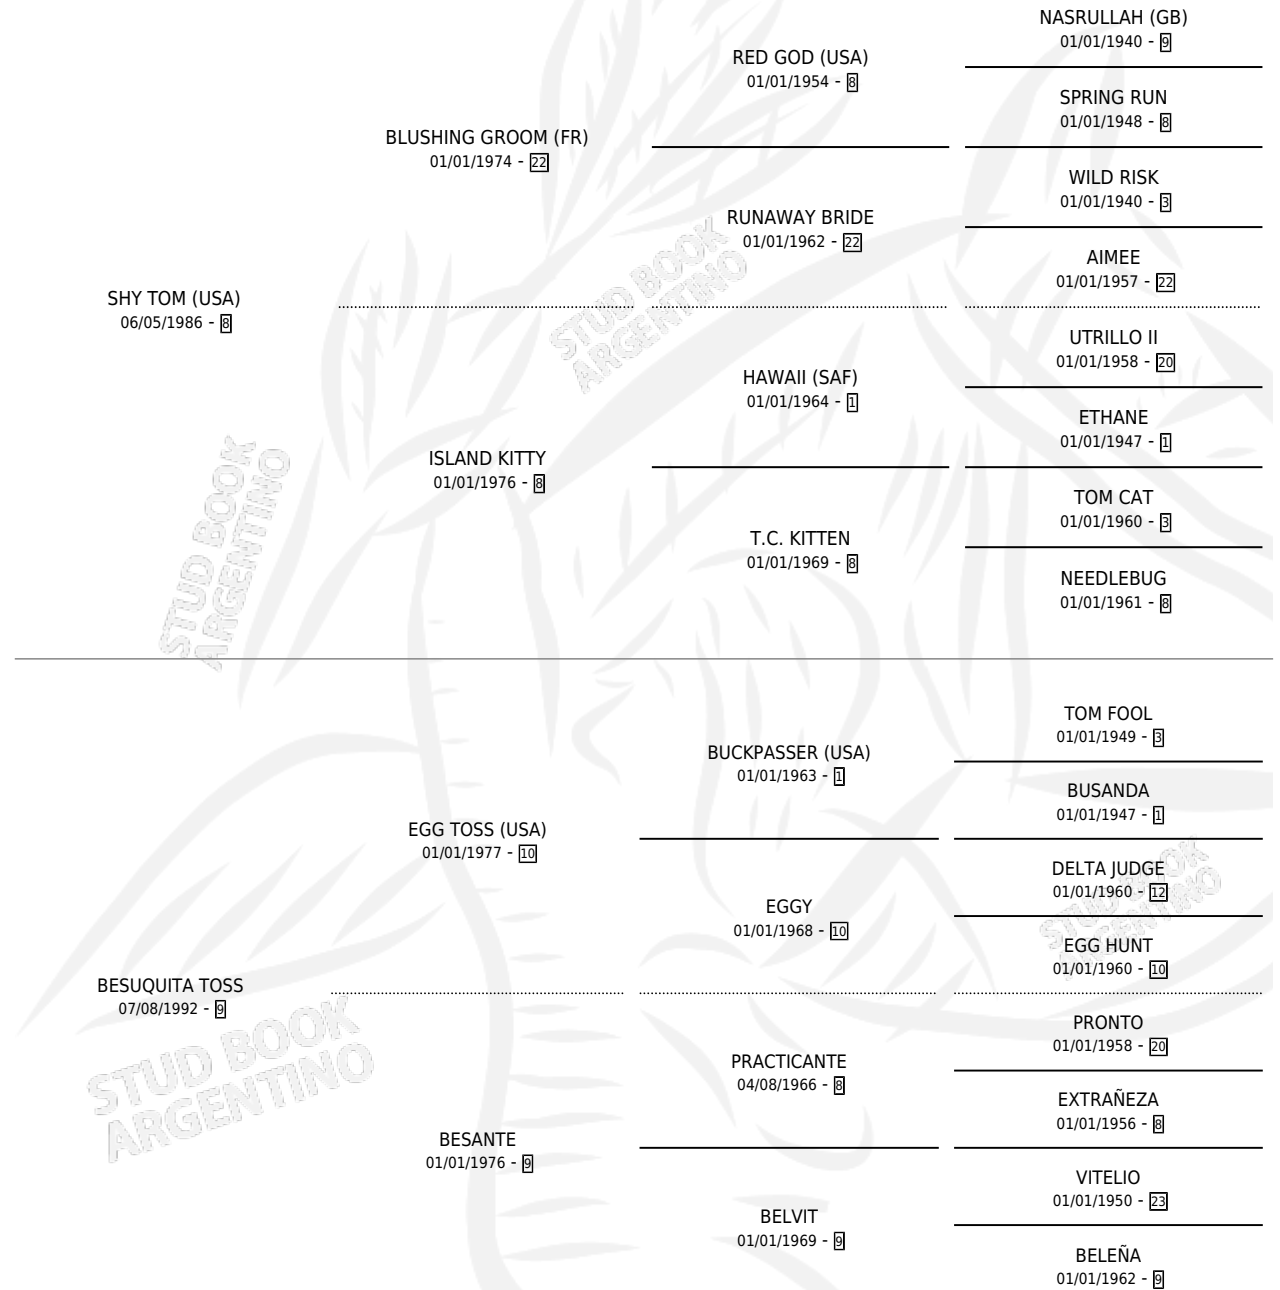 NASRULLAH (GB)
01/01/1940 - 9
RED GOD (USA)
01/01/1954 - 8
SPRING RUN
01/01/1948 - 8
BLUSHING GROOM (FR)
01/01/1974 - 22
WILD RISK
01/01/1940 - 3
RUNAWAY BRIDE
01/01/1962 - 22
AIMEE
01/01/1957 - 22
SHY TOM (USA)
06/05/1986 - 8
UTRILLO II
01/01/1958 - 20
HAWAII (SAF)
01/01/1964 - 1
ETHANE
01/01/1947 - 1
ISLAND KITTY
01/01/1976 - 8
TOM CAT
01/01/1960 - 3
T.C. KITTEN
01/01/1969 - 8
NEEDLEBUG
01/01/1961 - 8
TOM FOOL
01/01/1949 - 3
BUCKPASSER (USA)
01/01/1963 - 1
BUSANDA
01/01/1947 - 1
EGG TOSS (USA)
01/01/1977 - 10
DELTA JUDGE
01/01/1960 - 12
EGGY
01/01/1968 - 10
EGG HUNT
01/01/1960 - 10
BESUQUITA TOSS
07/08/1992 - 9
PRONTO
01/01/1958 - 20
PRACTICANTE
04/08/1966 - 8
EXTRAÑEZA
01/01/1956 - 8
BESANTE
01/01/1976 - 9
VITELIO
01/01/1950 - 23
BELVIT
01/01/1969 - 9
BELEÑA
01/01/1962 - 9
STUD BOOK
ARGENTINO
STUD BOOK
ARGENTINO
STUD BOOK
ARGENTINO
STUD BOOK
ARGENTINO